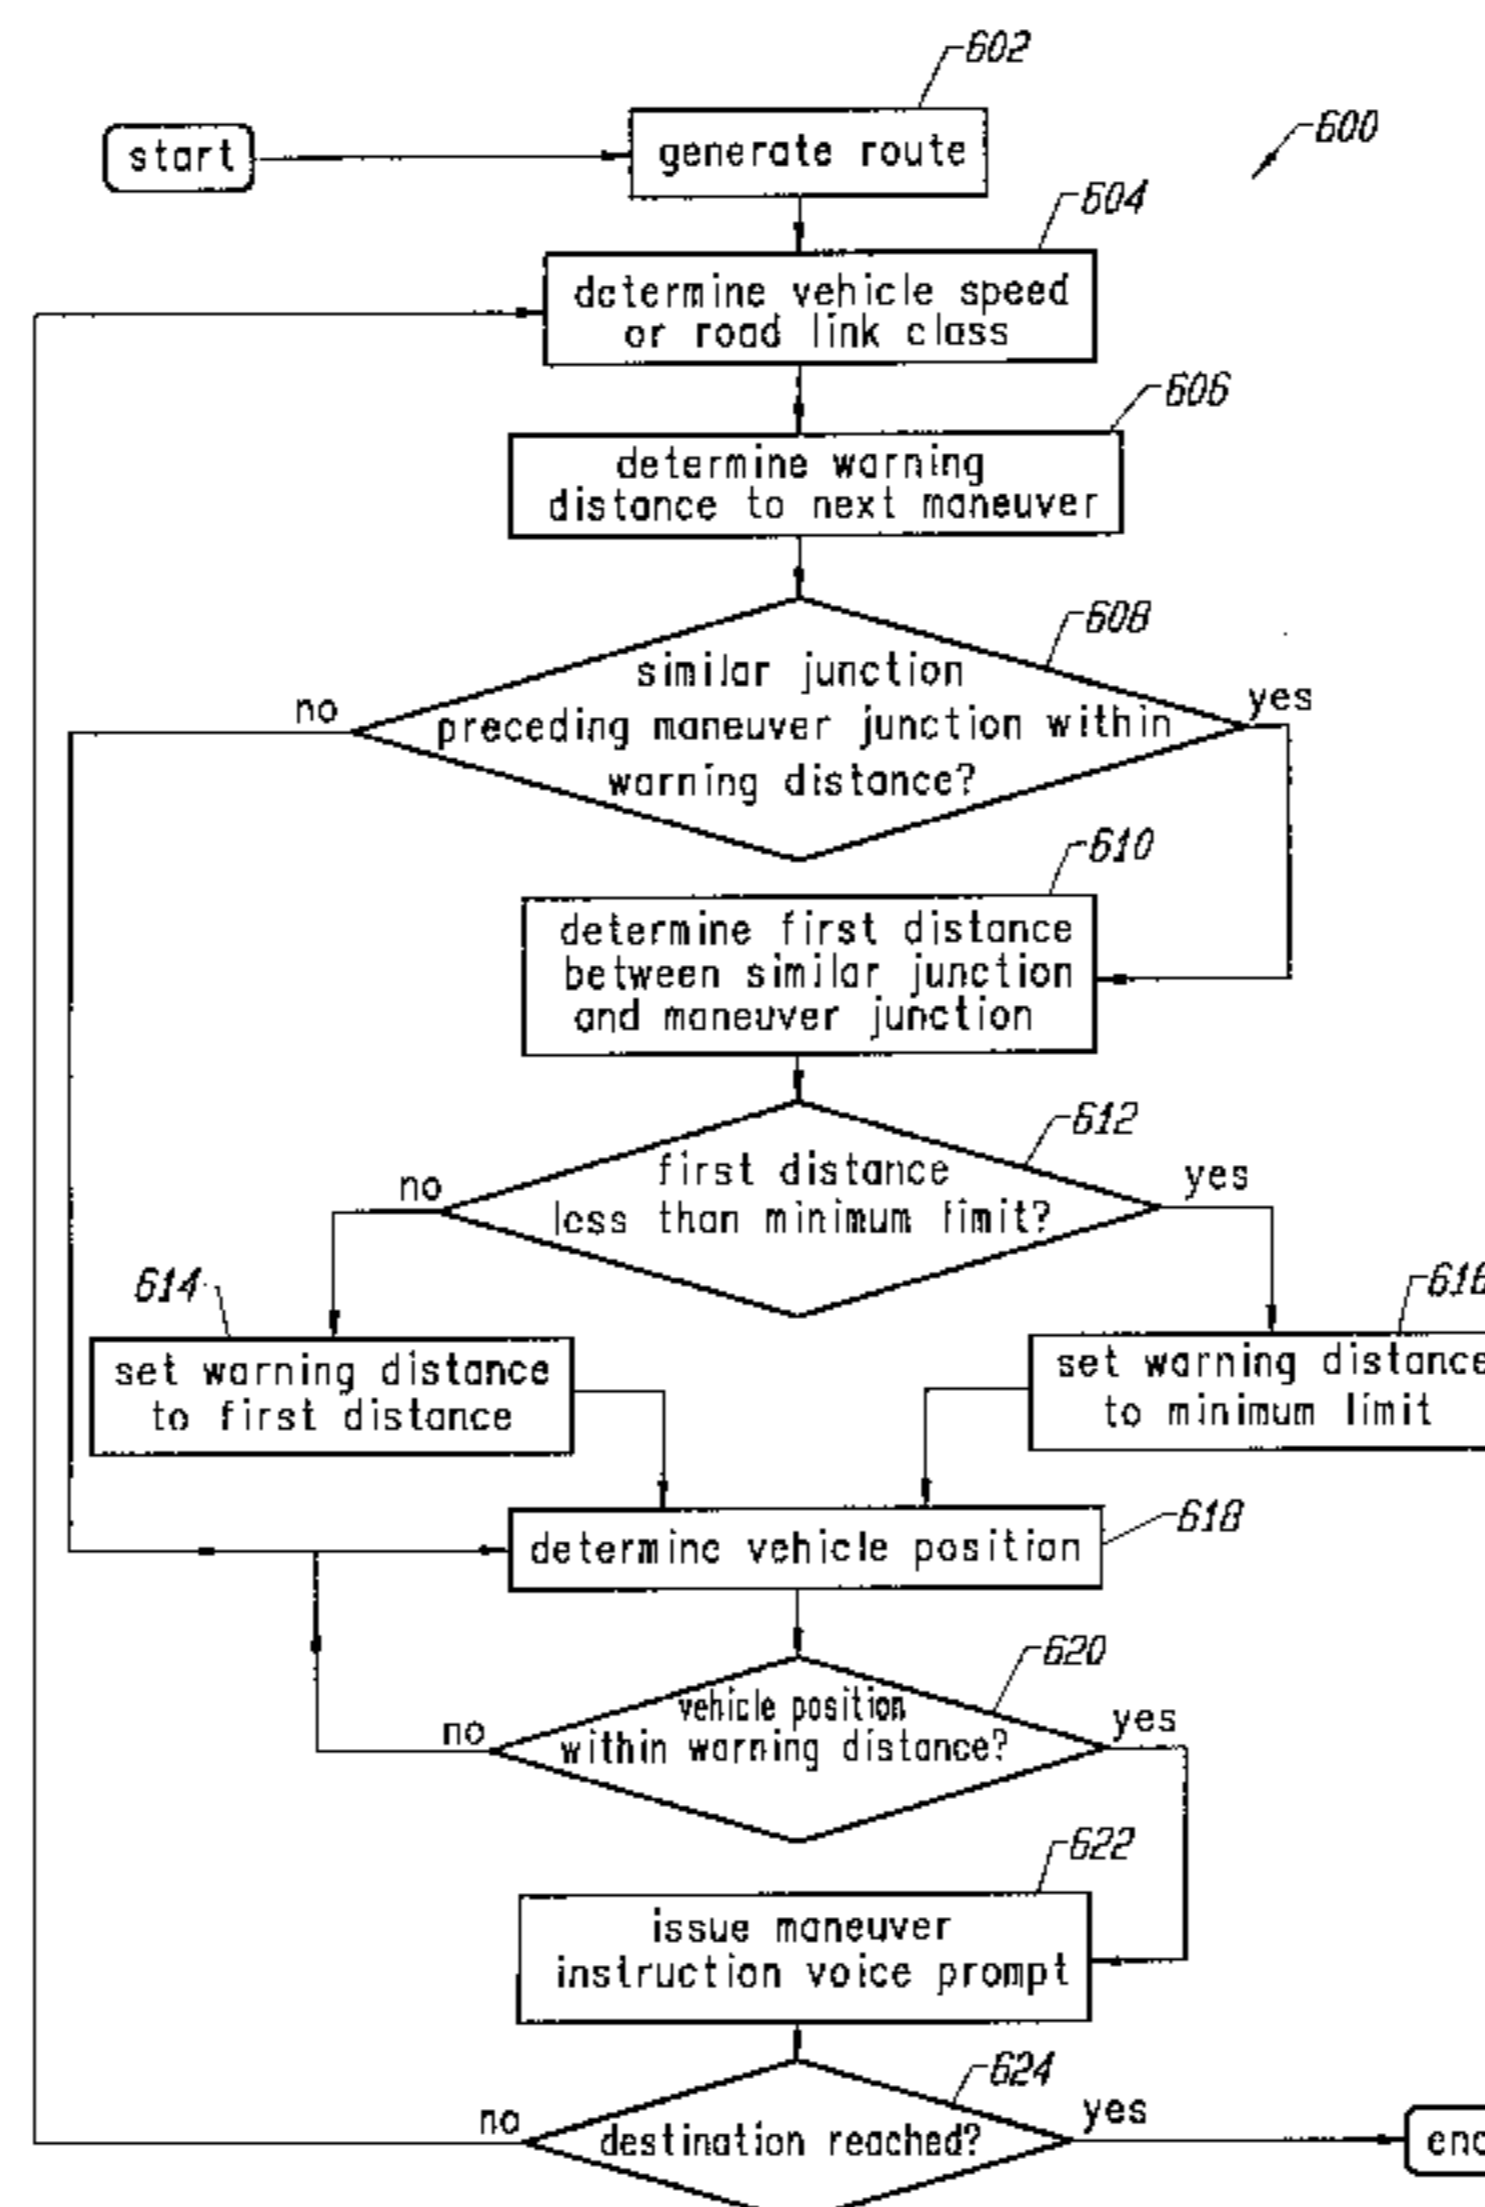 602
start
generate route
600
604
determine vehicle speed
or road link class
606
determine warning
distance to next maneuver
608
similar junction
no
yes
preceding maneuver junction within
warning distance?
610
determine first distance
between similar junction
and maneuver junction
612
first distance
no
yes
less than minimum limit?
614
616
set warning distance
to first distance
set warning distance
to minimum limit
618
determine vehicle position
620
vehicle position
no
yes
within warning distance?
622
issue maneuver
instruction voice prompt
624
no
yes
destination reached?
end